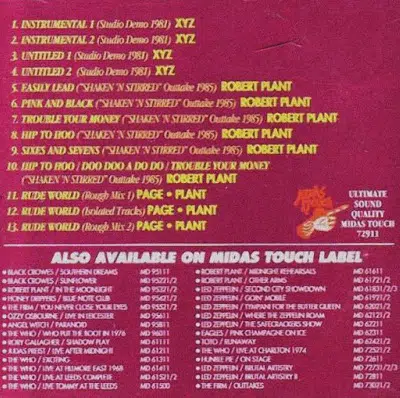 1. INSTRUMENTAL 1 (Studio Demo 1981) XYZ
2. INSTRUMENTAL 2 (Studio Demo 1981) XYZ
3. UNTITLED 1 (Studio Demo 1981) XYZ
4. UNTITLED 2 (Studio Demo 1981) XYZ
5. EASILY LEAD ("SHAKEN 'N STIRRED" Outtake 1985) ROBERT PLANT
6. PINK AND BLACK ("SHAKEN 'N STIRRED" Outtake 1985) ROBERT PLANT
7. TROUBLE YOUR MONEY ("SHAKEN 'N STIRRED" Outtake 1985) ROBERT PLANT
8. HIP TO HOO ("SHAKEN 'N STIRRED" Outtake 1985) ROBERT PLANT
9. SIXES AND SEVENS ("SHAKEN 'N STIRRED" Outtake 1985) ROBERT PLANT
10. HIP TO HOO / DOO DOO A DO DO / TROUBLE YOUR MONEY
("SHAKEN 'N STIRRED" Outtake 1985) ROBERT PLANT
11. RUDE WORLD (Rough Mix 1) PAGE • PLANT
12. RUDE WORLD (Isolated Tracks) PAGE • PLANT
13. RUDE WORLD (Rough Mix 2) PAGE • PLANT
ULTIMATE
SOUND
QUALITY
MIDAS TOUCH
72911
ALSO AVAILABLE ON MIDAS TOUCH LABEL
• BLACK CROWES / SOUTHERN DREAMS MD 95111
• BLACK CROWES / SUNFLOWER MD 95221/2
• ROBERT PLANT / IN THE MOONLIGHT MD 95321/2
• HONEY DRIPPERS / BLUE NOTE CLUB MD 95421/2
• THE FIRM / YOU NEVER CLOSE YOUR EYES MD 95521/2
• OZZY OSBOURNE / LIVE IN LEICESTER MD 95611
• ANGEL WITCH / PARANOID MD 95811
• THE WHO / WHO PUT THE BOOT IN 1976 MD 60311
• RORY GALLAGHER / SHADOW PLAY MD 61111
• JUDAS PRIEST / LIVE AFTER MIDNIGHT MD 61211
• THE WHO / EXCITING MD 61311
• THE WHO / LIVE AT FILLMORE EAST 1968 MD 61411
• THE WHO / LIVE AT LEEDS COMPLETE MD 61521/2
• THE WHO / LIVE TOMMY AT THE LEEDS MD 61500
• ROBERT PLANT / MIDNIGHT REHEARSALS MD 61611
• ROBERT PLANT / OTHER ARMS MD 61721/2
• LED ZEPPELIN / SECOND CITY SHOWDOWN MD 61831/2/3
• LED ZEPPELIN / GOIN' MOBILE MD 61921/2
• LED ZEPPELIN / TYMPANI FOR THE BUTTER QUEEN MD 62021/2
• LED ZEPPELIN / WHERE THE ZEPPELIN ROAM MD 62121/2
• LED ZEPPELIN / THE SAFECRACKERS SHOW MD 62211
• EAGLES / PINK CHAMPAGNE ON ICE MD 62311
• TOTO / RUNAWAY MD 62421/2
• THE WHO / LIVE AT CHARLTON 1974 MD 72521/2
• HUMBLE PIE / ON STAGE MD 72611
• LED ZEPPELIN / BRUTAL ARTISTRY MD 72731/2/3
• LED ZEPPELIN / BRUTAL ARTISTRY II MD 72811
• THE FIRM / OUTTAKES MD 73021/2